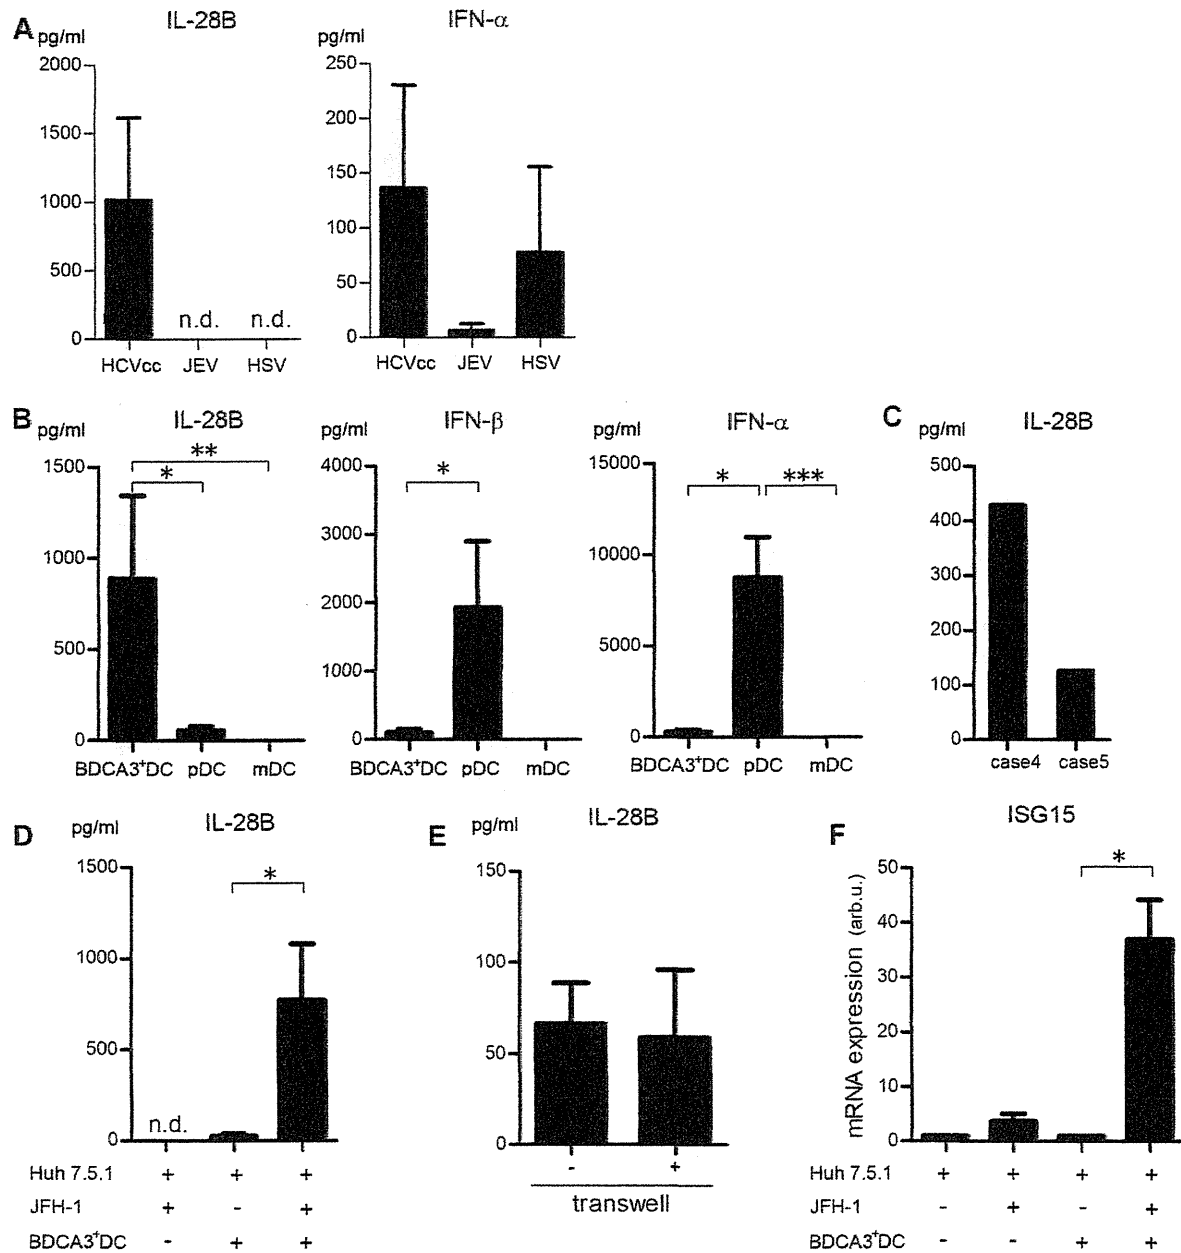 A
IL-28B
pg/ml
2000
1500
1000
500
0
n.d. n.d.
HCVcc JEV HSV
IFN-α
pg/ml
250
200
150
100
50
0
HCVcc JEV HSV
B
IL-28B
pg/ml
1500
1000
500
0
**
*
BDCA3+DC pDC mDC
IFN-β
pg/ml
4000
3000
2000
1000
0
*
BDCA3+DC pDC mDC
IFN-α
pg/ml
15000
10000
5000
0
* ***
BDCA3+DC pDC mDC
C
IL-28B
pg/ml
500
400
300
200
100
0
case4 case5
D
IL-28B
pg/ml
1500
1000
500
0
*
n.d.
Huh 7.5.1 + + +
JFH-1 + - +
BDCA3+DC - + +
E
IL-28B
pg/ml
150
100
50
0
- +
transwell
F
ISG15
mRNA expression (arb.u.)
50
40
30
20
10
0
*
Huh 7.5.1 + + + +
JFH-1 - + - +
BDCA3+DC - - + +